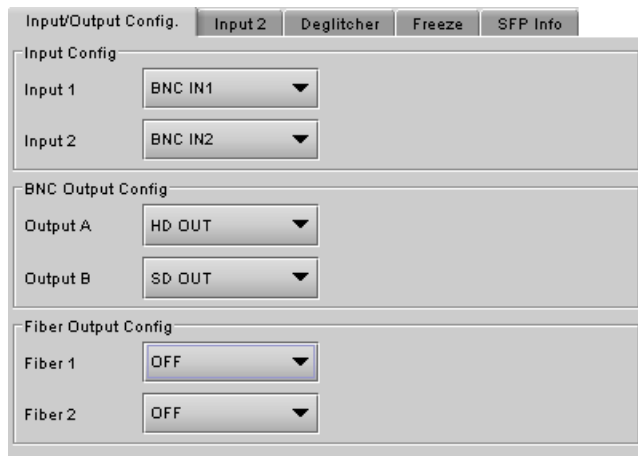 Input/Output Config. Input 2 Deglitcher Freeze SFP Info
Input Config
Input 1 BNC IN1
Input 2 BNC IN2
BNC Output Config
Output A HD OUT
Output B SD OUT
Fiber Output Config
Fiber 1 OFF
Fiber 2 OFF